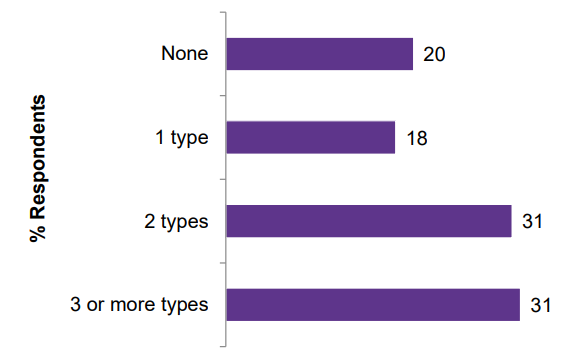 % Respondents
None 20
1 type 18
2 types 31
3 or more types 31